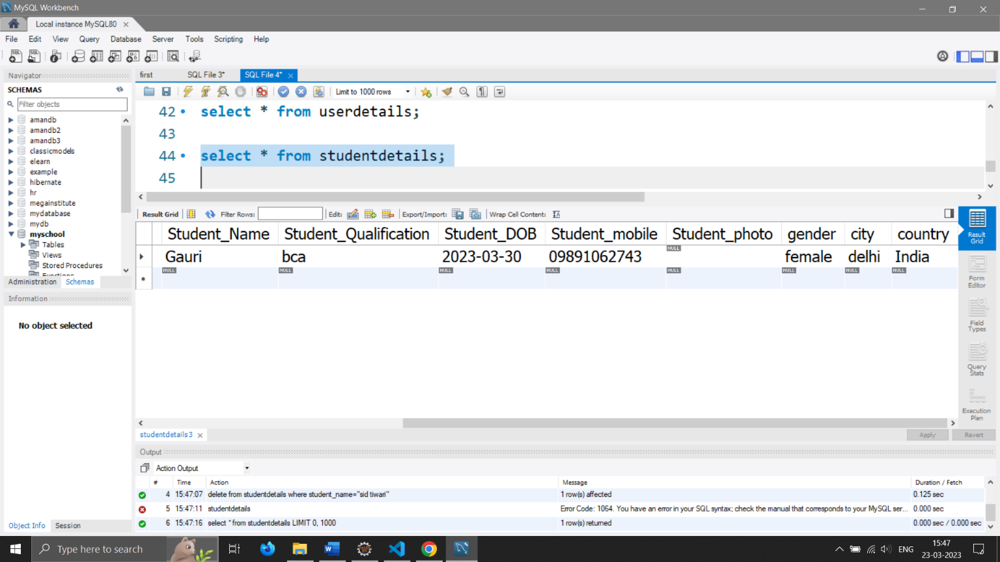 MySQL Workbench
Local instance MySQL80
File Edit View Query Database Server Tools Scripting Help
Navigator
SCHEMAS
Filter objects
amandb
amandb2
amandb3
classicmodels
elearn
example
hibernate
hr
megainstitute
mydatabase
mydb
myschool
Tables
Views
Stored Procedures
Functions
Administration Schemas
Information
No object selected
Object Info Session
first SQL File 3* SQL File 4*
Limit to 1000 rows
42 select * from userdetails;
43
44 select * from studentdetails;
45
Result Grid Filter Rows: Edit: Export/Import: Wrap Cell Content:
Student_Name Student_Qualification Student_DOB Student_mobile Student_photo gender city country
Gauri bca 2023-03-30 09891062743 NULL female delhi India
NULL NULL NULL NULL NULL NULL NULL NULL
Result Grid
Form Editor
Field Types
Query Stats
Execution Plan
studentdetails3
Apply Revert
Output
Action Output
# Time Action Message Duration / Fetch
4 15:47:07 delete from studentdetails where student_name="sid tiwari" 1 row(s) affected 0.125 sec
5 15:47:11 studentdetails Error Code: 1064. You have an error in your SQL syntax; check the manual that corresponds to your MySQL ser... 0.000 sec
6 15:47:16 select * from studentdetails LIMIT 0, 1000 1 row(s) returned 0.000 sec / 0.000 sec
Type here to search
ENG
15:47
23-03-2023